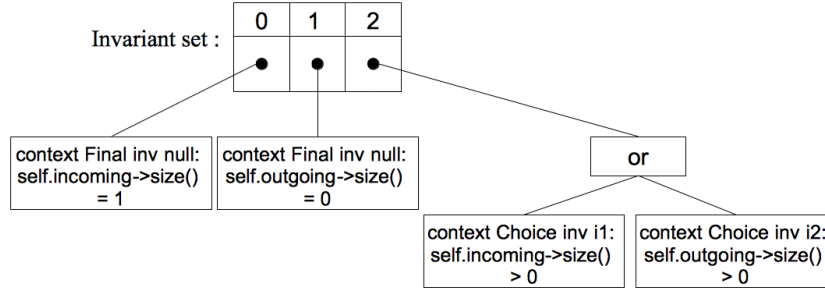 0 1 2
Invariant set :
context Final inv null:
self.incoming->size()
= 1
context Final inv null:
self.outgoing->size()
= 0
or
context Choice inv i1:
self.incoming->size()
> 0
context Choice inv i2:
self.outgoing->size()
> 0